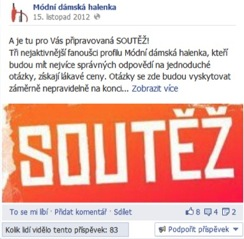 Módní dámská halenka
15. listopad 2012
A je tu pro Vás připravovaná SOUTĚŽ!
Tři nejaktivnější fanoušci profilu Módní dámská halenka, kteří
budou mít nejvíce správných odpovědí na jednoduché
otázky, získají lákavé ceny. Otázky se zde budou vyskytovat
záměrně nepravidelně na konci... Zobrazit více
SOUTĚŽ
To se mi líbí · Přidat komentář · Sdílet 8 4 2
Kolik lidí vidělo tento příspěvek: 83 Podpořit příspěvek